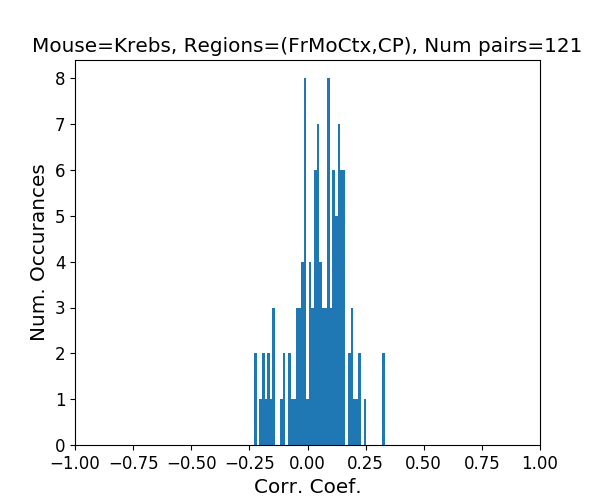 Mouse=Krebs, Regions=(FrMoCtx,CP), Num pairs=121
8
7
6
5
4
3
2
1
0
Num. Occurances
−1.00 −0.75 −0.50 −0.25 0.00 0.25 0.50 0.75 1.00
Corr. Coef.